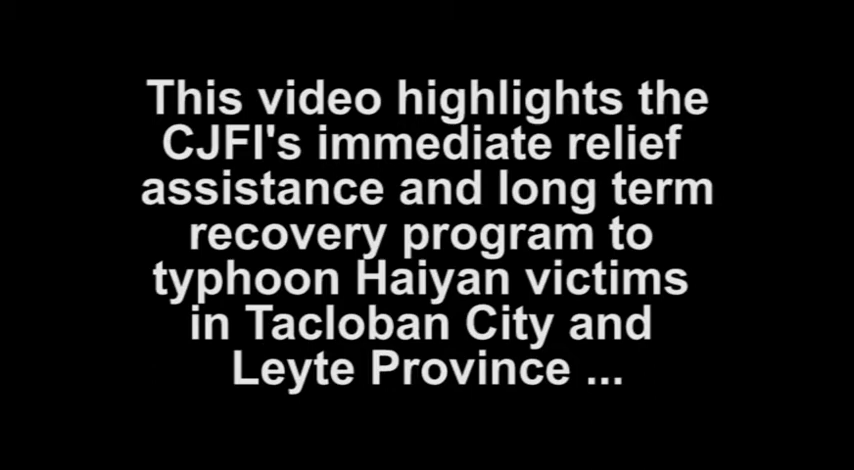 This video highlights the
CJFI's immediate relief
assistance and long term
recovery program to
typhoon Haiyan victims
in Tacloban City and
Leyte Province ...